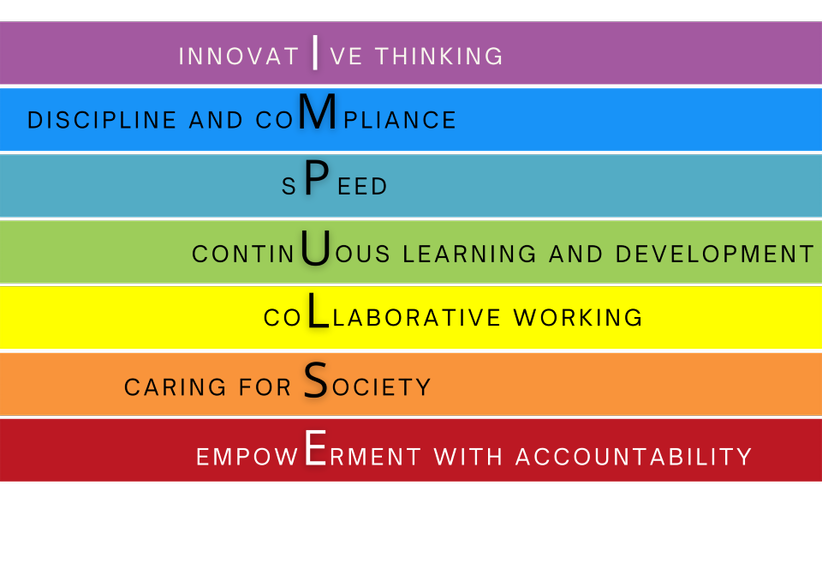 INNOVATIVE THINKING
DISCIPLINE AND COMPLIANCE
SPEED
CONTINUOUS LEARNING AND DEVELOPMENT
COLLABORATIVE WORKING
CARING FOR SOCIETY
EMPOWERMENT WITH ACCOUNTABILITY